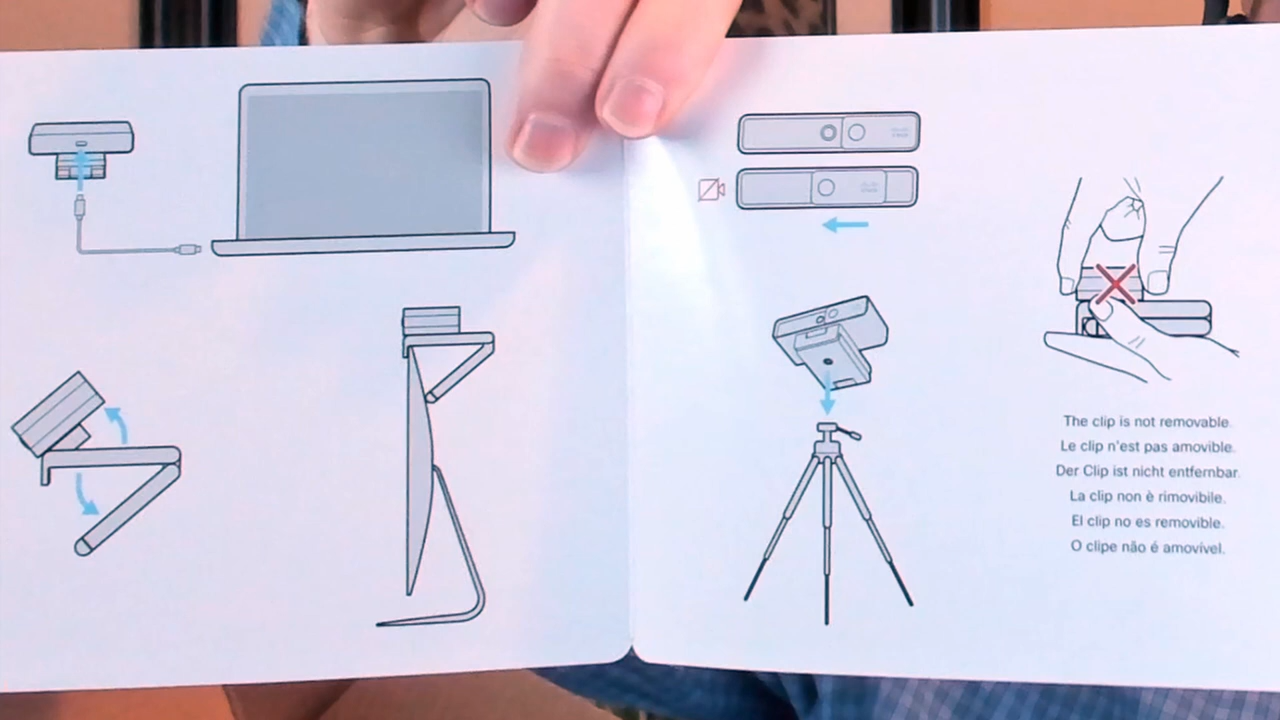 The clip is not removable.
Le clip n'est pas amovible.
Der Clip ist nicht entfernbar.
La clip non è rimovibile.
El clip no es removible.
O clipe não é amovível.